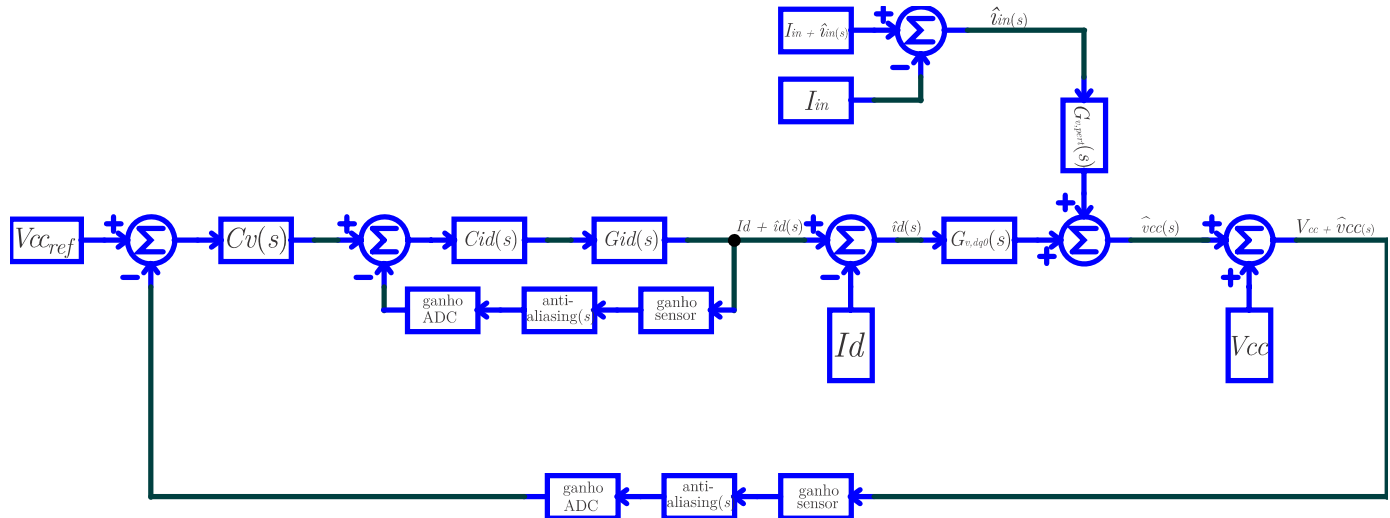 +
Iin + îin(s)
Σ
îin(s)
−
Iin
Gv,pert(s)
Vccref
+
Σ
−
Cv(s)
+
Σ
−
Cid(s)
Gid(s)
Id + îd(s)
+
Σ
−
îd(s)
Gv,dq0(s)
+
+
Σ
v̂cc(s)
+
Σ
+
Vcc + v̂cc(s)
ganho
ADC
anti-
aliasing(s)
ganho
sensor
Id
Vcc
ganho
ADC
anti-
aliasing(s)
ganho
sensor